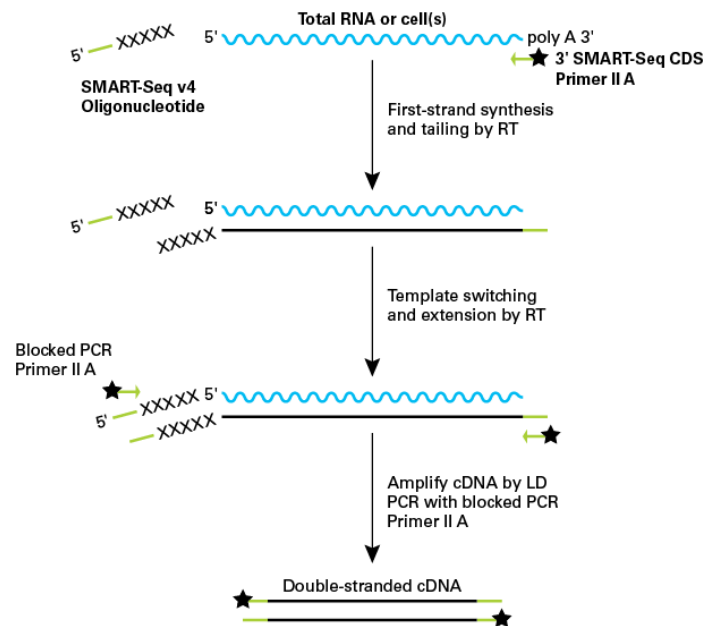 Total RNA or cell(s)
5' XXXXX
5'
poly A 3'
3' SMART-Seq CDS
Primer II A
SMART-Seq v4
Oligonucleotide
First-strand synthesis
and tailing by RT
5' XXXXX
5'
XXXXX
Template switching
and extension by RT
Blocked PCR
Primer II A
5' XXXXX
5'
XXXXX
Amplify cDNA by LD
PCR with blocked PCR
Primer II A
Double-stranded cDNA